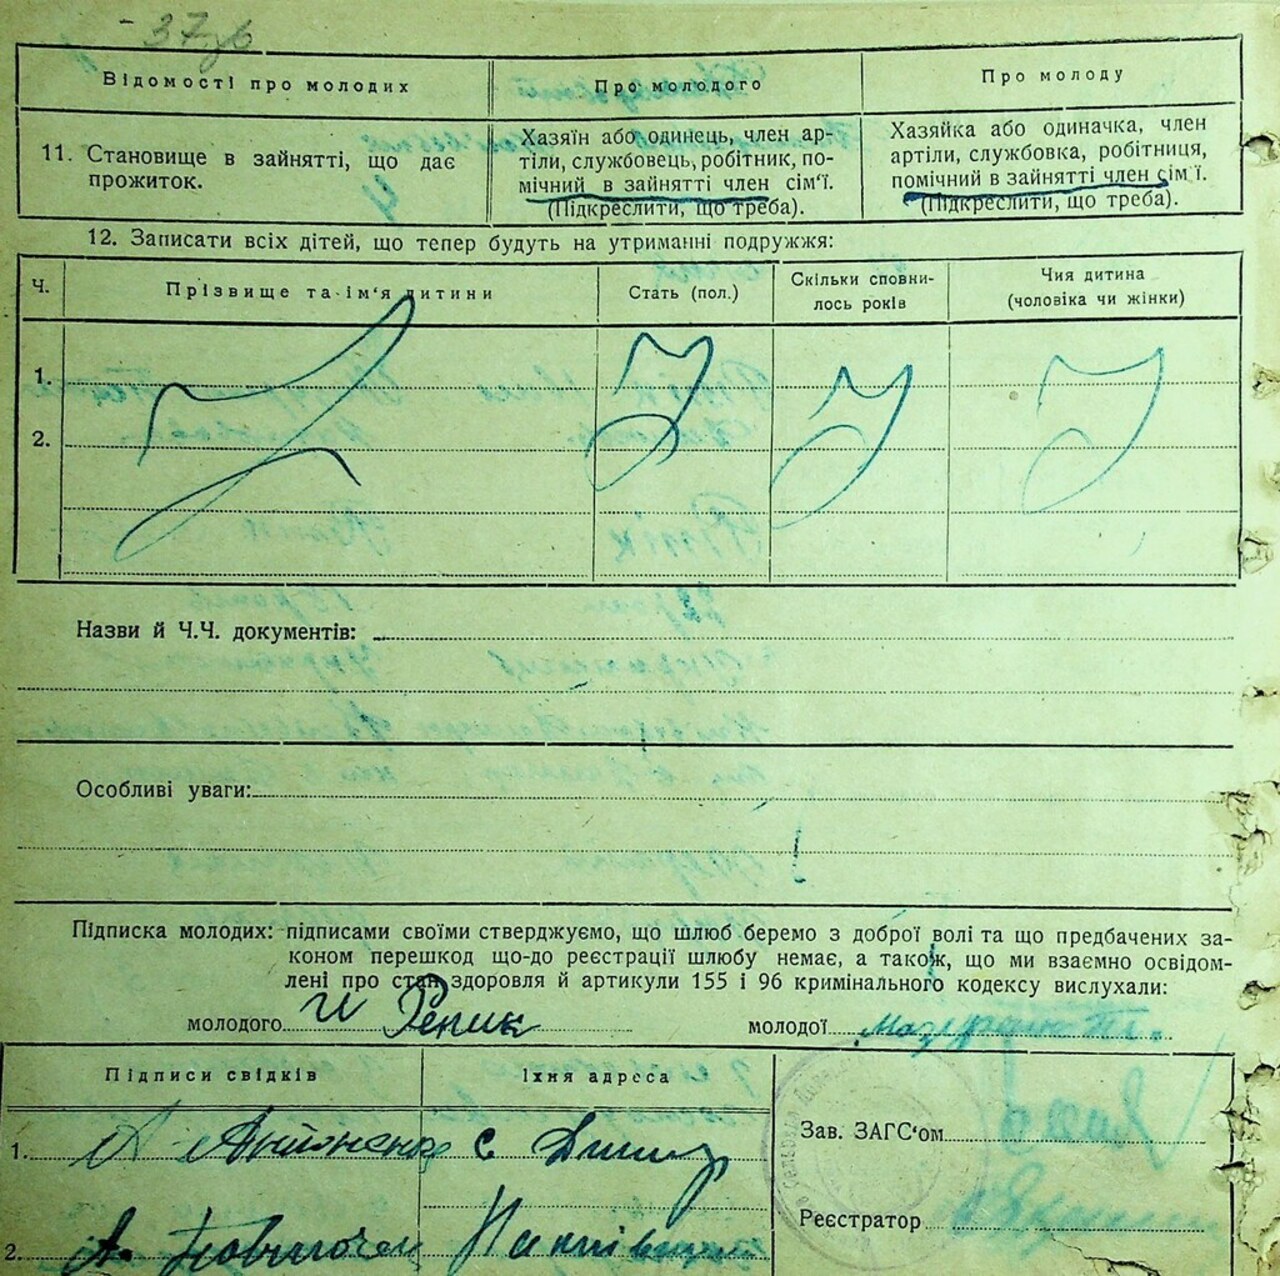 37зв
Відомості про молодих
Про молодого
Про молоду
11. Становище в зайнятті, що дає
прожиток.
Хазяїн або одинець, член ар-
тіли, службовець, робітник, по-
мічний в зайнятті член сім'ї.
(Підкреслити, що треба).
Хазяйка або одиначка, член
артіли, службовка, робітниця,
помічний в зайнятті член сім'ї.
(Підкреслити, що треба).
12. Записати всіх дітей, що тепер будуть на утриманні подружжя:
Ч.
Прізвище та ім'я дитини
Стать (пол.)
Скільки сповни-
лось років
Чия дитина
(чоловіка чи жінки)
1.
2.
Назви й Ч.Ч. документів:
Особливі уваги:
Підписка молодих: підписами своїми стверджуємо, що шлюб беремо з доброї волі та що предбачених за-
коном перешкод що-до реєстрації шлюбу немає, а також, що ми взаємно освідом-
лені про стан здоровля й артикули 155 і 96 кримінального кодексу вислухали:
молодого И Репик молодої
Підписи свідків
Їхня адреса
1. А Антоненко с
2. А.
Зав. ЗАГС'ом
Реєстратор